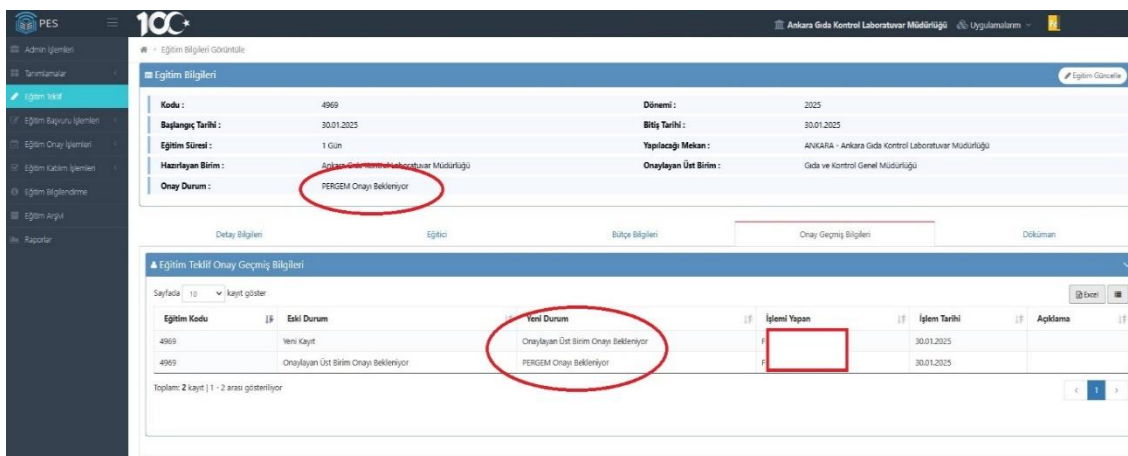 PES
100
Ankara Gıda Kontrol Laboratuvar Müdürlüğü Uygulamalarım
Admin İşlemleri
Tanımlamalar
Eğitim Teklif
Eğitim Başvuru İşlemleri
Eğitim Onay İşlemleri
Eğitim Katılım İşlemleri
Eğitim Bilgilendirme
Eğitim Arşivi
Raporlar
Eğitim Bilgileri Görüntüle
Egitim Bilgileri
Egitim Güncelle
Kodu : 4969 Dönemi : 2025
Başlangıç Tarihi : 30.01.2025 Bitiş Tarihi : 30.01.2025
Eğitim Süresi : 1 Gün Yapılacağı Mekan : ANKARA - Ankara Gıda Kontrol Laboratuvar Müdürlüğü
Hazırlayan Birim : Ankara Gıda Kontrol Laboratuvar Müdürlüğü Onaylayan Üst Birim : Gıda ve Kontrol Genel Müdürlüğü
Onay Durum : PERGEM Onayı Bekleniyor
Detay Bilgileri Eğitici Bütçe Bilgileri Onay Geçmiş Bilgileri Döküman
Eğitim Teklif Onay Geçmiş Bilgileri
Sayfada 10 kayıt göster
Excel
Eğitim Kodu Eski Durum Yeni Durum İşlemi Yapan İşlem Tarihi Açıklama
4969 Yeni Kayıt Onaylayan Üst Birim Onayı Bekleniyor F 30.01.2025
4969 Onaylayan Üst Birim Onayı Bekleniyor PERGEM Onayı Bekleniyor F 30.01.2025
Toplam: 2 kayıt | 1 - 2 arası gösteriliyor
1